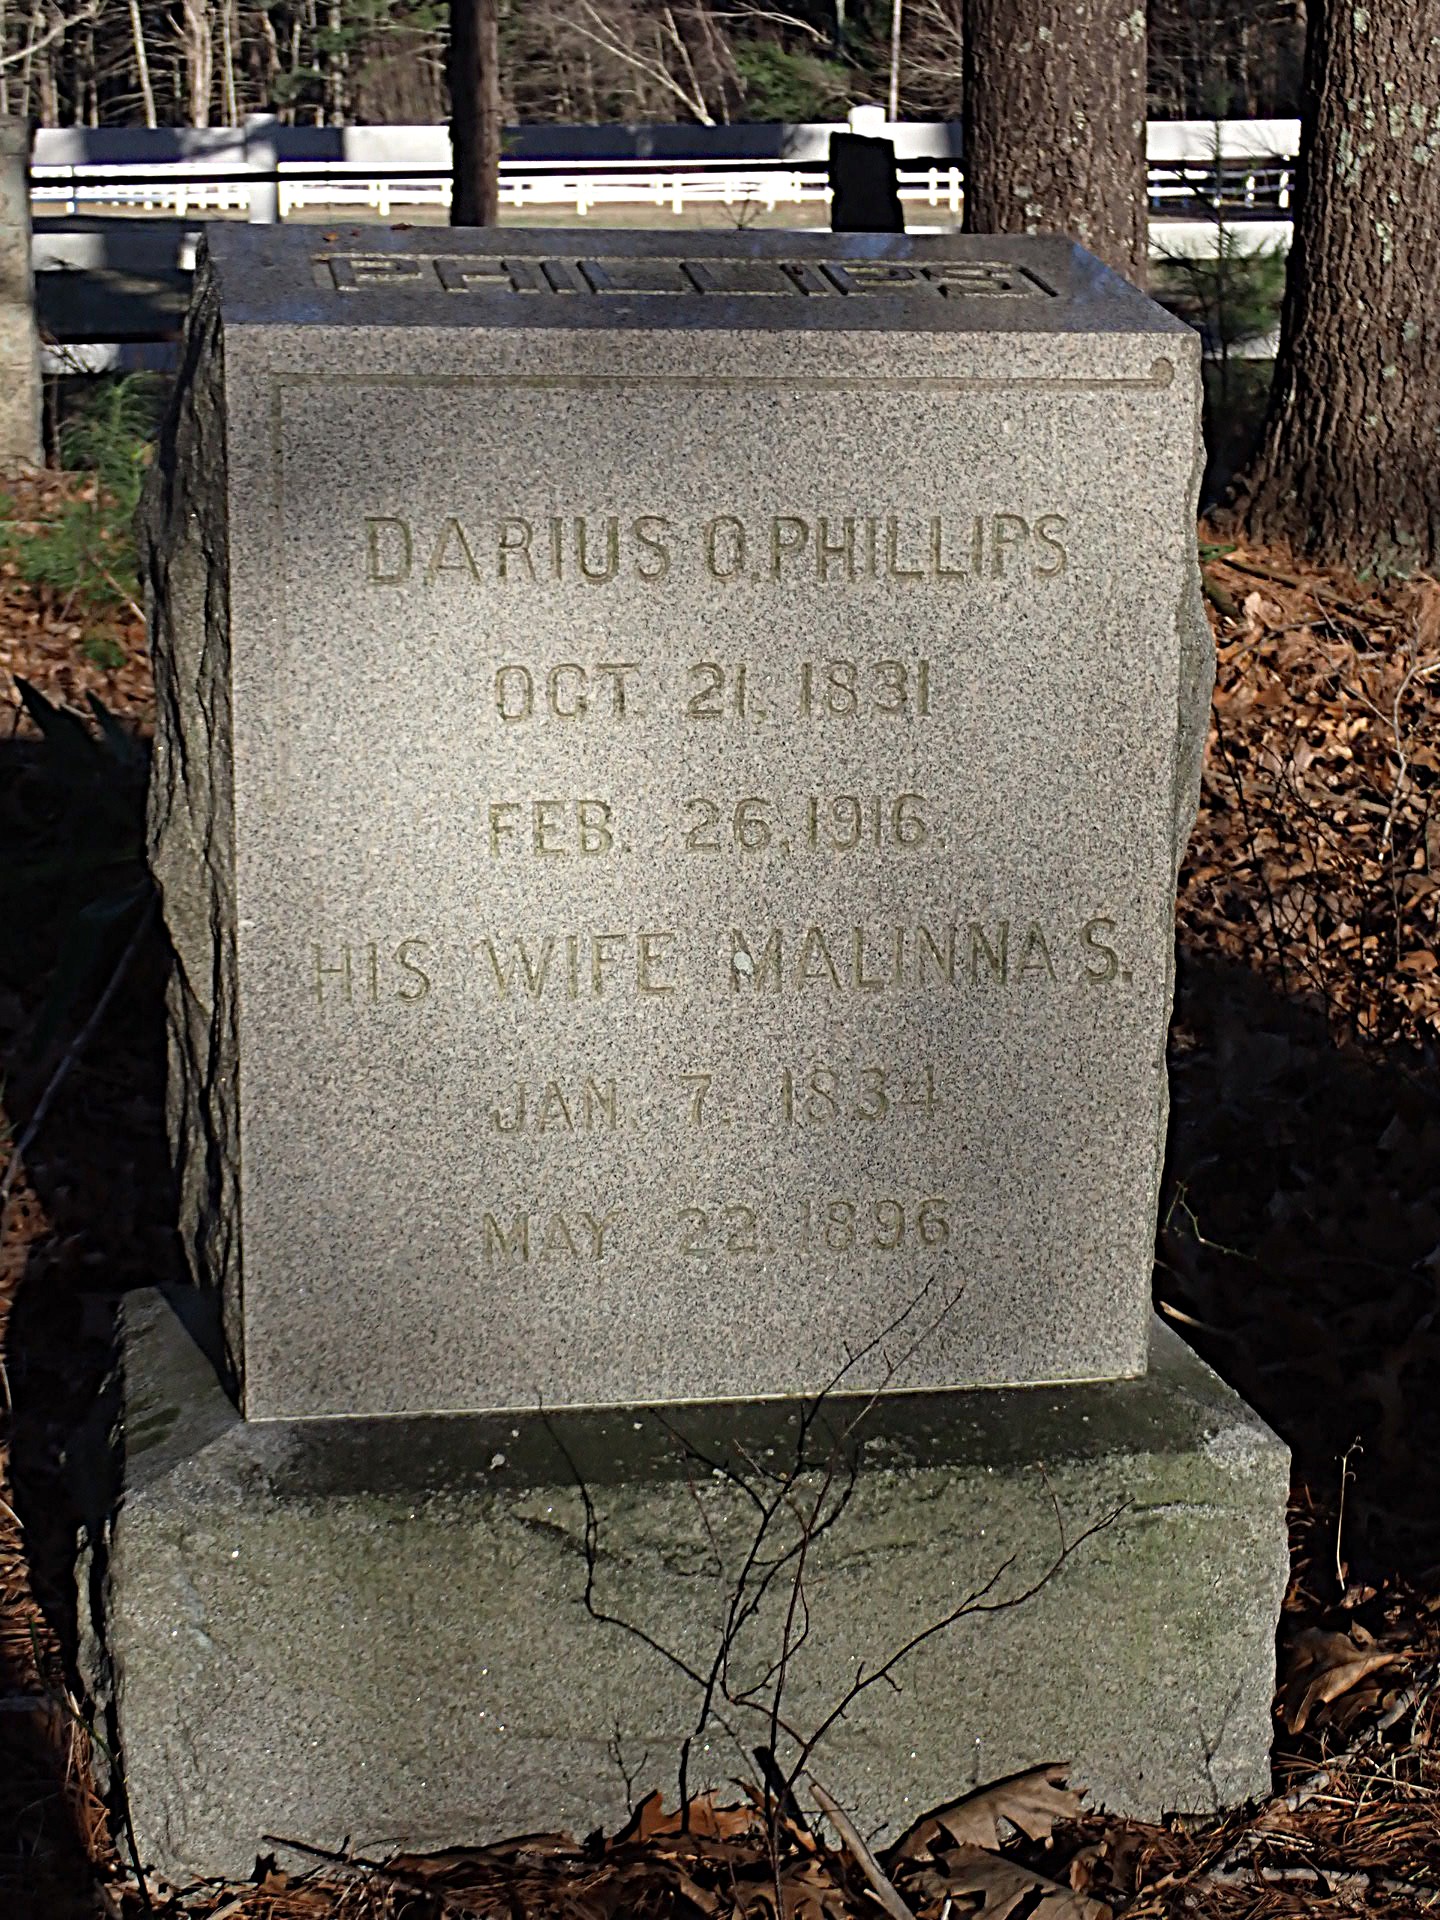 PHILLIPS
DARIUS O. PHILLIPS
OCT. 21, 1831
FEB. 26, 1916.
HIS WIFE MALINNA S.
JAN. 7. 1834
MAY 22, 1896